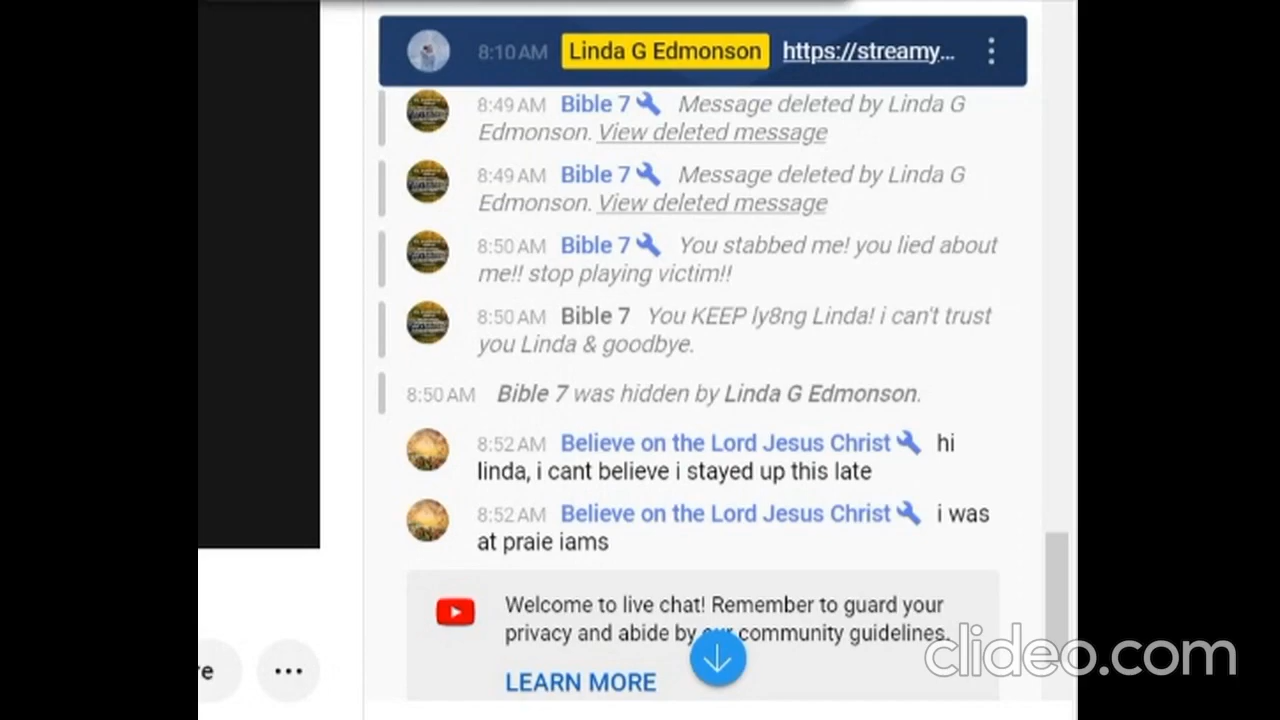 8:10 AM Linda G Edmonson https://streamy...
8:49 AM Bible 7 Message deleted by Linda G
Edmonson. View deleted message
8:49 AM Bible 7 Message deleted by Linda G
Edmonson. View deleted message
8:50 AM Bible 7 You stabbed me! you lied about
me!! stop playing victim!!
8:50 AM Bible 7 You KEEP ly8ng Linda! i can't trust
you Linda & goodbye.
8:50 AM Bible 7 was hidden by Linda G Edmonson.
8:52 AM Believe on the Lord Jesus Christ hi
linda, i cant believe i stayed up this late
8:52 AM Believe on the Lord Jesus Christ i was
at praie iams
Welcome to live chat! Remember to guard your
privacy and abide by our community guidelines.
LEARN MORE
re
clideo.com